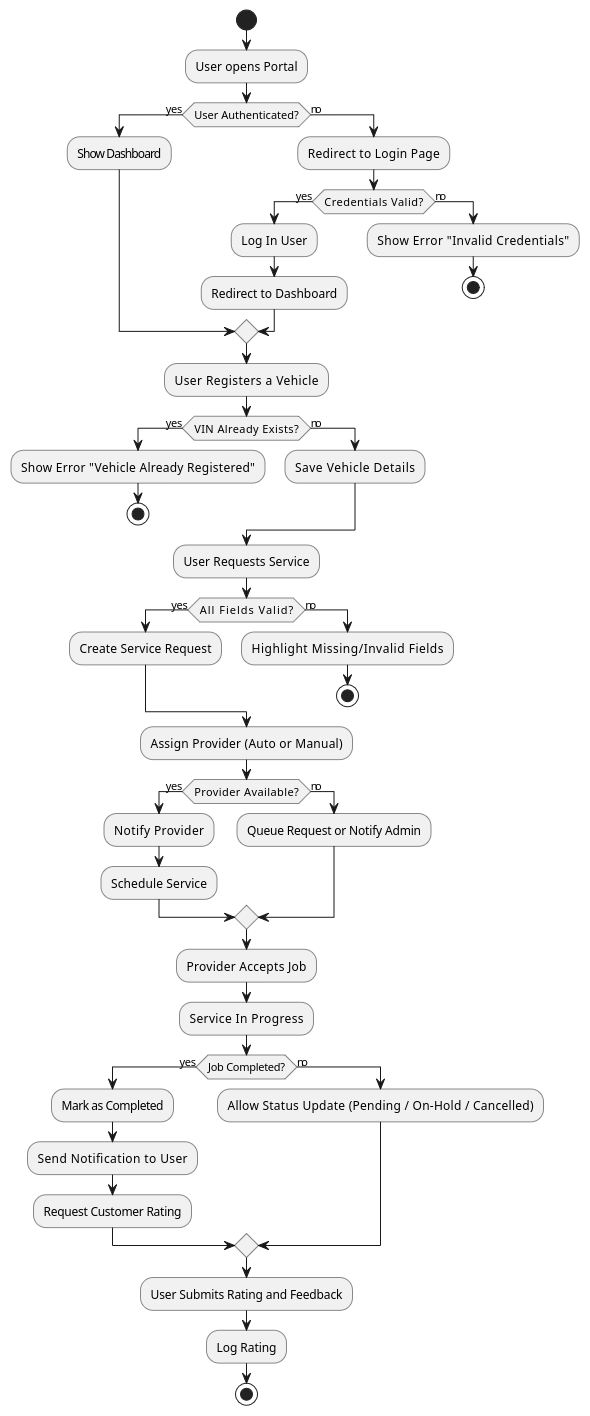 User opens Portal
yes
User Authenticated?
no
Show Dashboard
Redirect to Login Page
yes
Credentials Valid?
no
Log In User
Show Error "Invalid Credentials"
Redirect to Dashboard
User Registers a Vehicle
yes
VIN Already Exists?
no
Show Error "Vehicle Already Registered"
Save Vehicle Details
User Requests Service
yes
All Fields Valid?
no
Create Service Request
Highlight Missing/Invalid Fields
Assign Provider (Auto or Manual)
yes
Provider Available?
no
Notify Provider
Queue Request or Notify Admin
Schedule Service
Provider Accepts Job
Service In Progress
yes
Job Completed?
no
Mark as Completed
Allow Status Update (Pending / On-Hold / Cancelled)
Send Notification to User
Request Customer Rating
User Submits Rating and Feedback
Log Rating